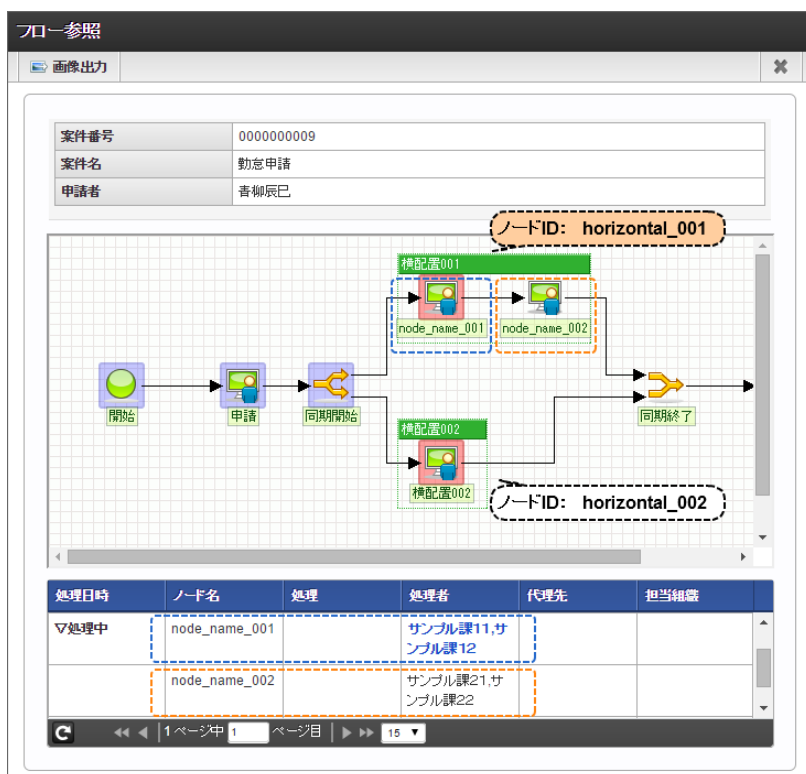 フロー参照
画像出力
案件番号 0000000009
案件名 勤怠申請
申請者 青柳辰巳
ノードID: horizontal_001
横配置001
node_name_001 node_name_002
開始 申請 同期開始 同期終了
横配置002
横配置002
ノードID: horizontal_002
処理日時 ノード名 処理 処理者 代理先 担当組織
▽処理中 node_name_001 サンプル課11,サ
ンプル課12
node_name_002 サンプル課21,サ
ンプル課22
1ページ中 1 ページ目 15